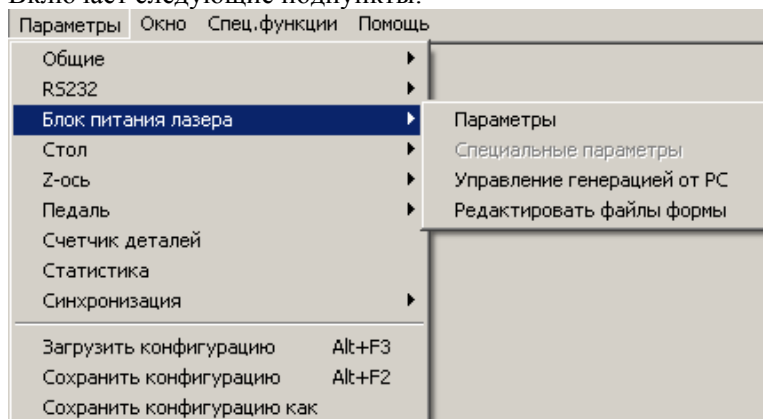 Включает следующие подпункты:
Параметры Окно Спец.функции Помощь
Общие
RS232
Блок питания лазера
Параметры
Стол
Специальные параметры
Z-ось
Управление генерацией от PC
Педаль
Редактировать файлы формы
Счетчик деталей
Статистика
Синхронизация
Загрузить конфигурацию Alt+F3
Сохранить конфигурацию Alt+F2
Сохранить конфигурацию как